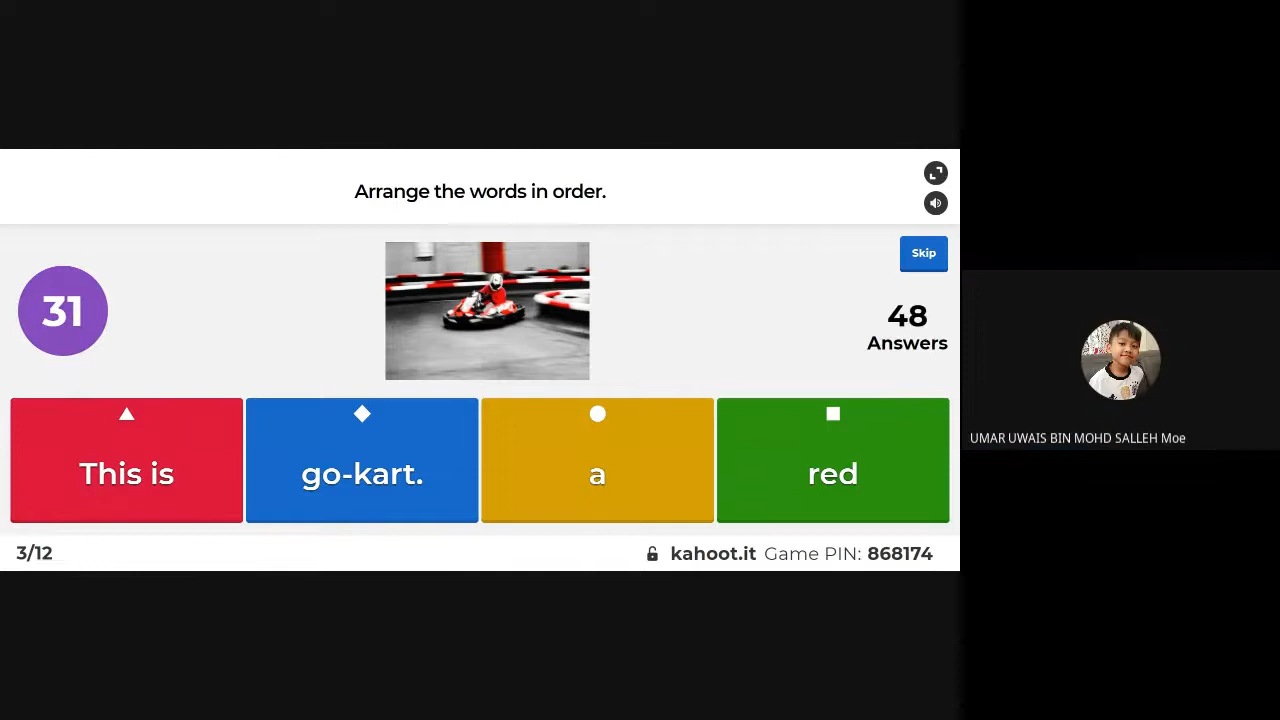 Arrange the words in order.
Skip
31
48
Answers
This is
go-kart.
a
red
3/12
kahoot.it Game PIN: 868174
UMAR UWAIS BIN MOHD SALLEH Moe